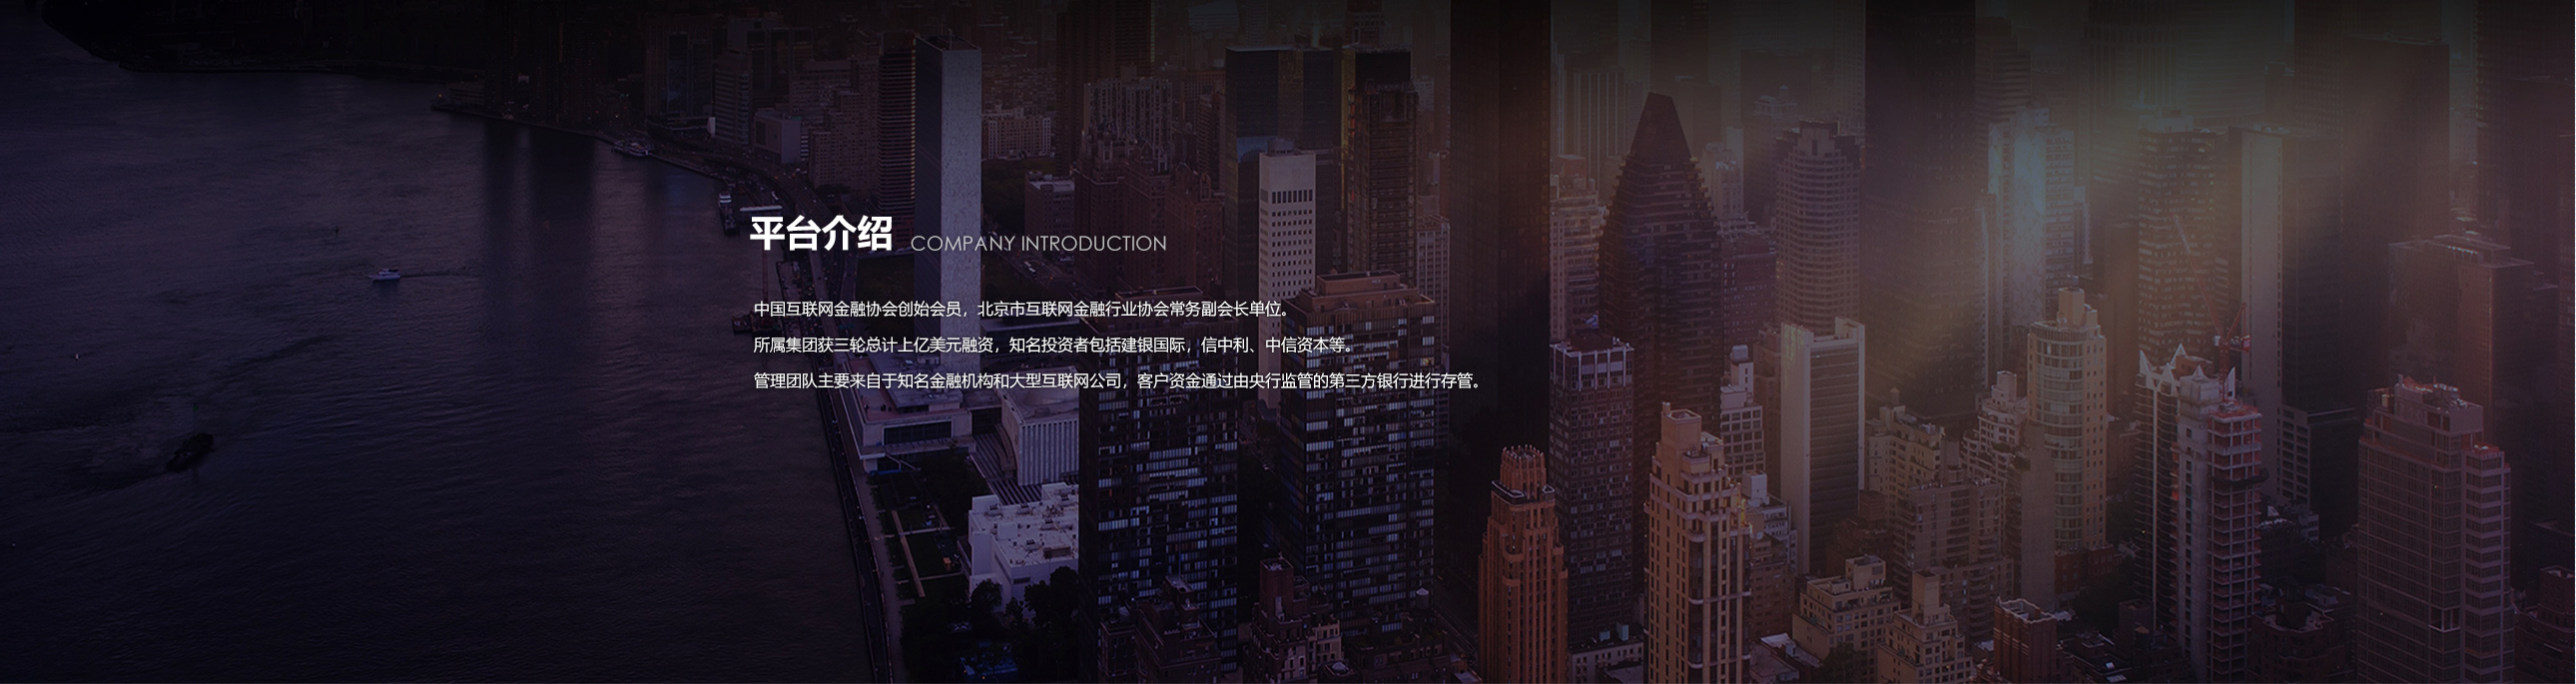 平台介绍 COMPANY INTRODUCTION
中国互联网金融协会创始会员，北京市互联网金融行业协会常务副会长单位。
所属集团获三轮总计上亿美元融资，知名投资者包括建银国际，信中利、中信资本等。
管理团队主要来自于知名金融机构和大型互联网公司，客户资金通过由央行监管的第三方银行进行存管。